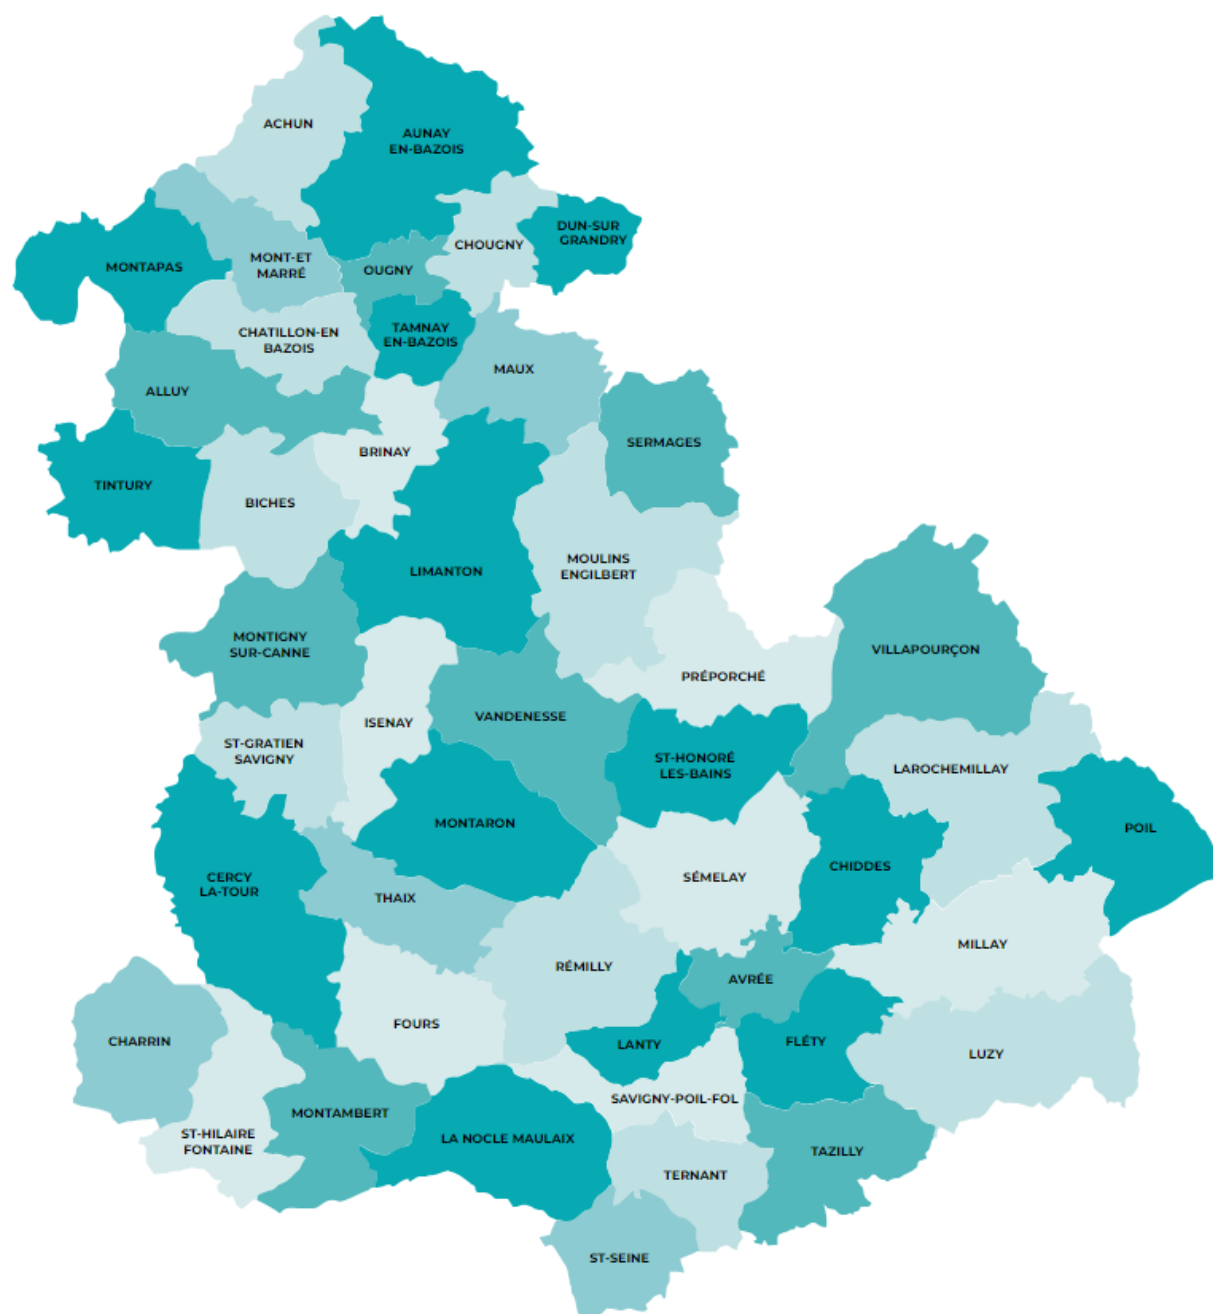 ACHUN
AUNAY
EN-BAZOIS
DUN-SUR
GRANDRY
CHOUGNY
MONT-ET
MARRÉ
MONTAPAS
OUGNY
CHATILLON-EN
BAZOIS
TAMNAY
EN-BAZOIS
MAUX
ALLUY
SERMAGES
BRINAY
TINTURY
BICHES
LIMANTON
MOULINS
ENGILBERT
MONTIGNY
SUR-CANNE
VILLAPOURÇON
PRÉPORCHÉ
ISENAY
VANDENESSE
ST-GRATIEN
SAVIGNY
ST-HONORÉ
LES-BAINS
LAROCHEMILLAY
MONTARON
POIL
CERCY
LA-TOUR
SÉMELAY
CHIDDES
THAIX
MILLAY
RÉMILLY
AVRÉE
FOURS
CHARRIN
LANTY
FLÉTY
LUZY
SAVIGNY-POIL-FOL
MONTAMBERT
ST-HILAIRE
FONTAINE
LA NOCLE MAULAIX
TAZILLY
TERNANT
ST-SEINE